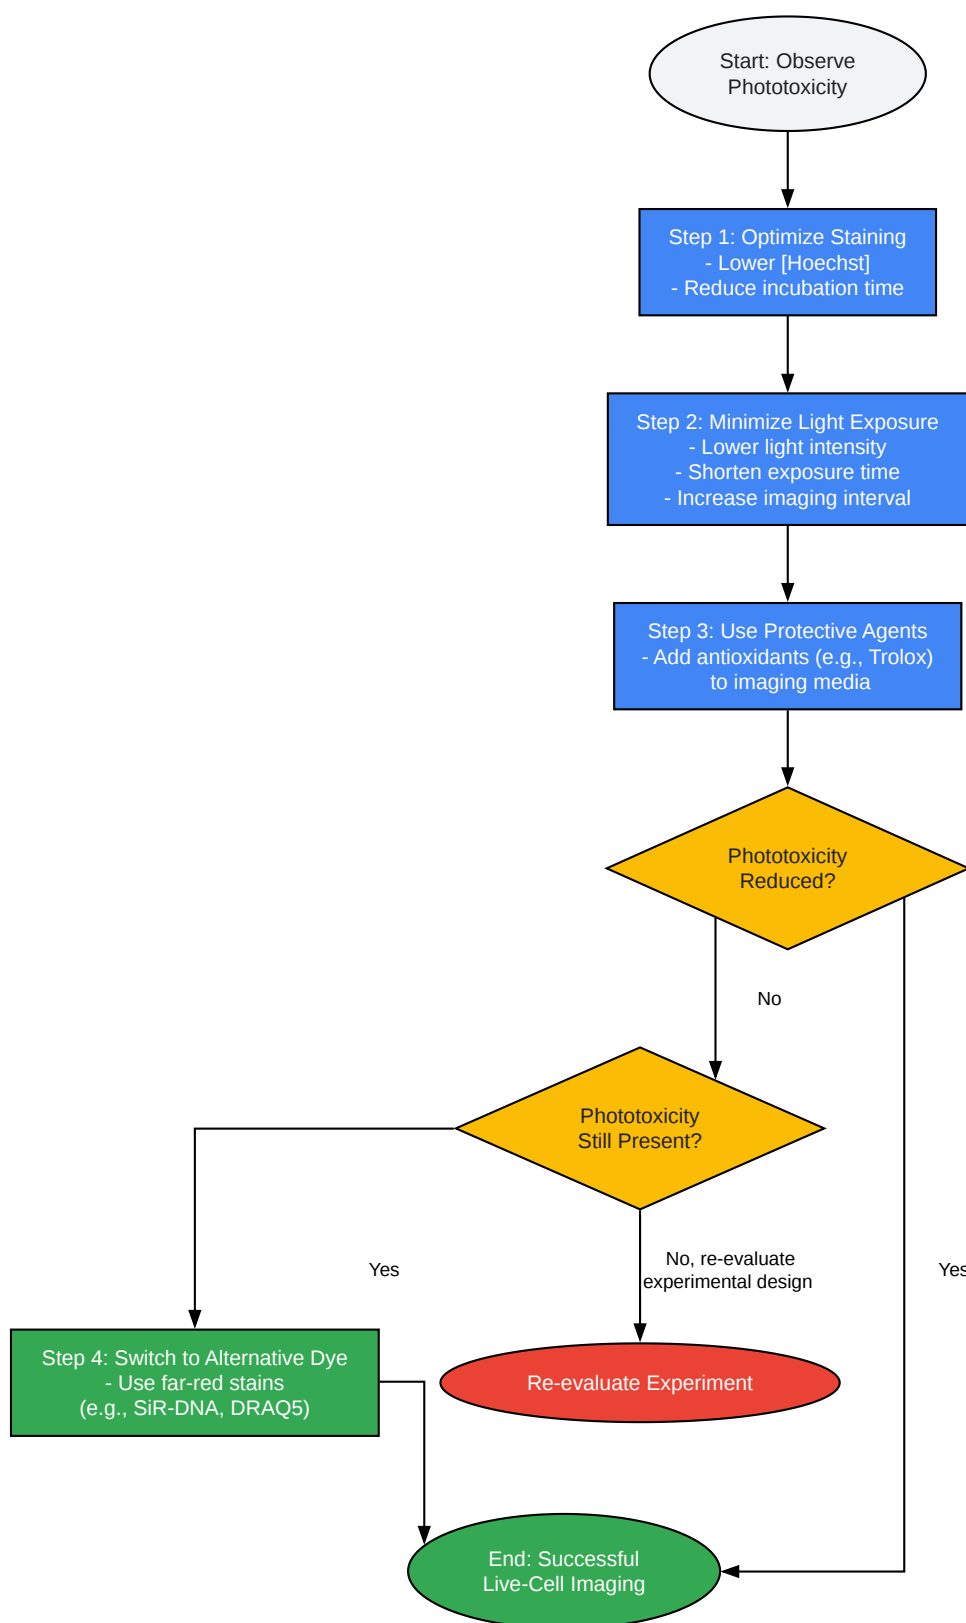 Start: Observe
Phototoxicity
Step 1: Optimize Staining
- Lower [Hoechst]
- Reduce incubation time
Step 2: Minimize Light Exposure
- Lower light intensity
- Shorten exposure time
- Increase imaging interval
Step 3: Use Protective Agents
- Add antioxidants (e.g., Trolox)
to imaging media
Phototoxicity
Reduced?
No
Phototoxicity
Still Present?
Yes
No, re-evaluate
experimental design
Yes
Step 4: Switch to Alternative Dye
- Use far-red stains
(e.g., SiR-DNA, DRAQ5)
Re-evaluate Experiment
End: Successful
Live-Cell Imaging